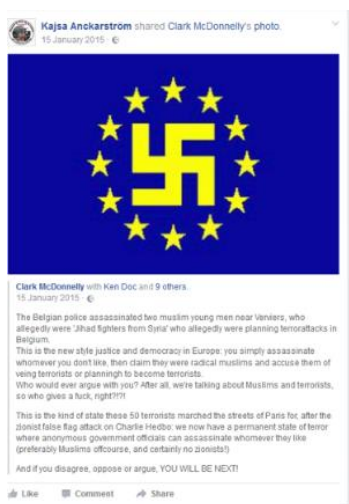 Kajsa Anckarström shared Clark McDonnelly's photo.
15 January 2015 ·
Clark McDonnelly with Ken Doc and 9 others.
15 January 2015 ·
The Belgian police assassinated two muslim young men near Verviers, who
allegedly were 'Jihad fighters from Syria' who allegedly were planning terrorattacks in
Belgium.
This is the new style justice and democracy in Europe: you simply assassinate
whomever you don't like, then claim they were radical muslims and accuse them of
veing terrorists or planningh to become terrorists.
Who would ever argue with you? After all, we're talking about Muslims and terrorists,
so who gives a fuck, right?!?!
This is the kind of state these 50 terrorists marched the streets of Paris for, after the
zionist false flag attack on Charlie Hedbo: we now have a permanent state of terror
where anonymous government officials can assassinate whomever they like
(preferably Muslims offcourse, and certainly no zionists!)
And if you disagree, oppose or argue, YOU WILL BE NEXT!
Like Comment Share